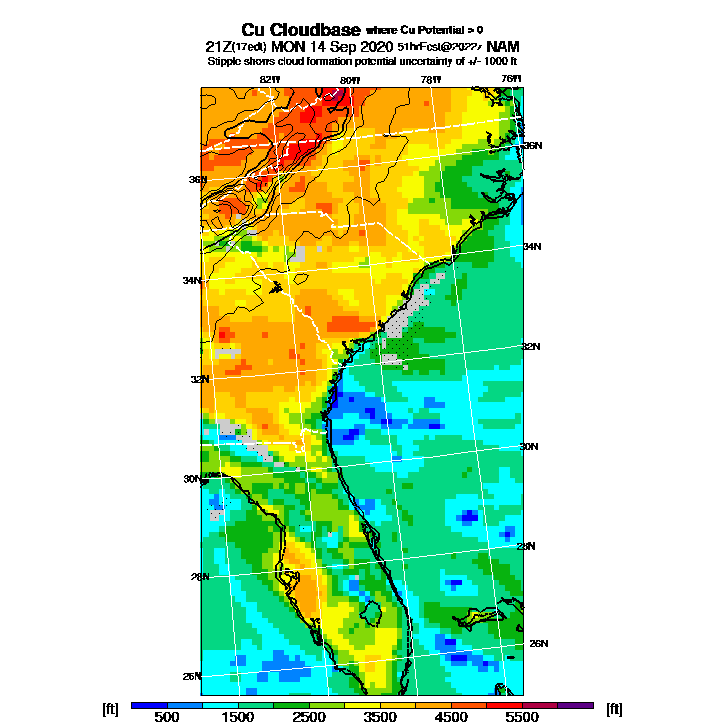 Cu Cloudbase where Cu Potential > 0
21Z(17edt) MON 14 Sep 2020 51hrFcst@2022z NAM
Stipple shows cloud formation potential uncertainty of +/- 1000 ft
82W 80W 78W 76W
36N
36N
34N
34N
32N
32N
30N
30N
28N
28N
26N
26N
[ft] 500 1500 2500 3500 4500 5500 [ft]